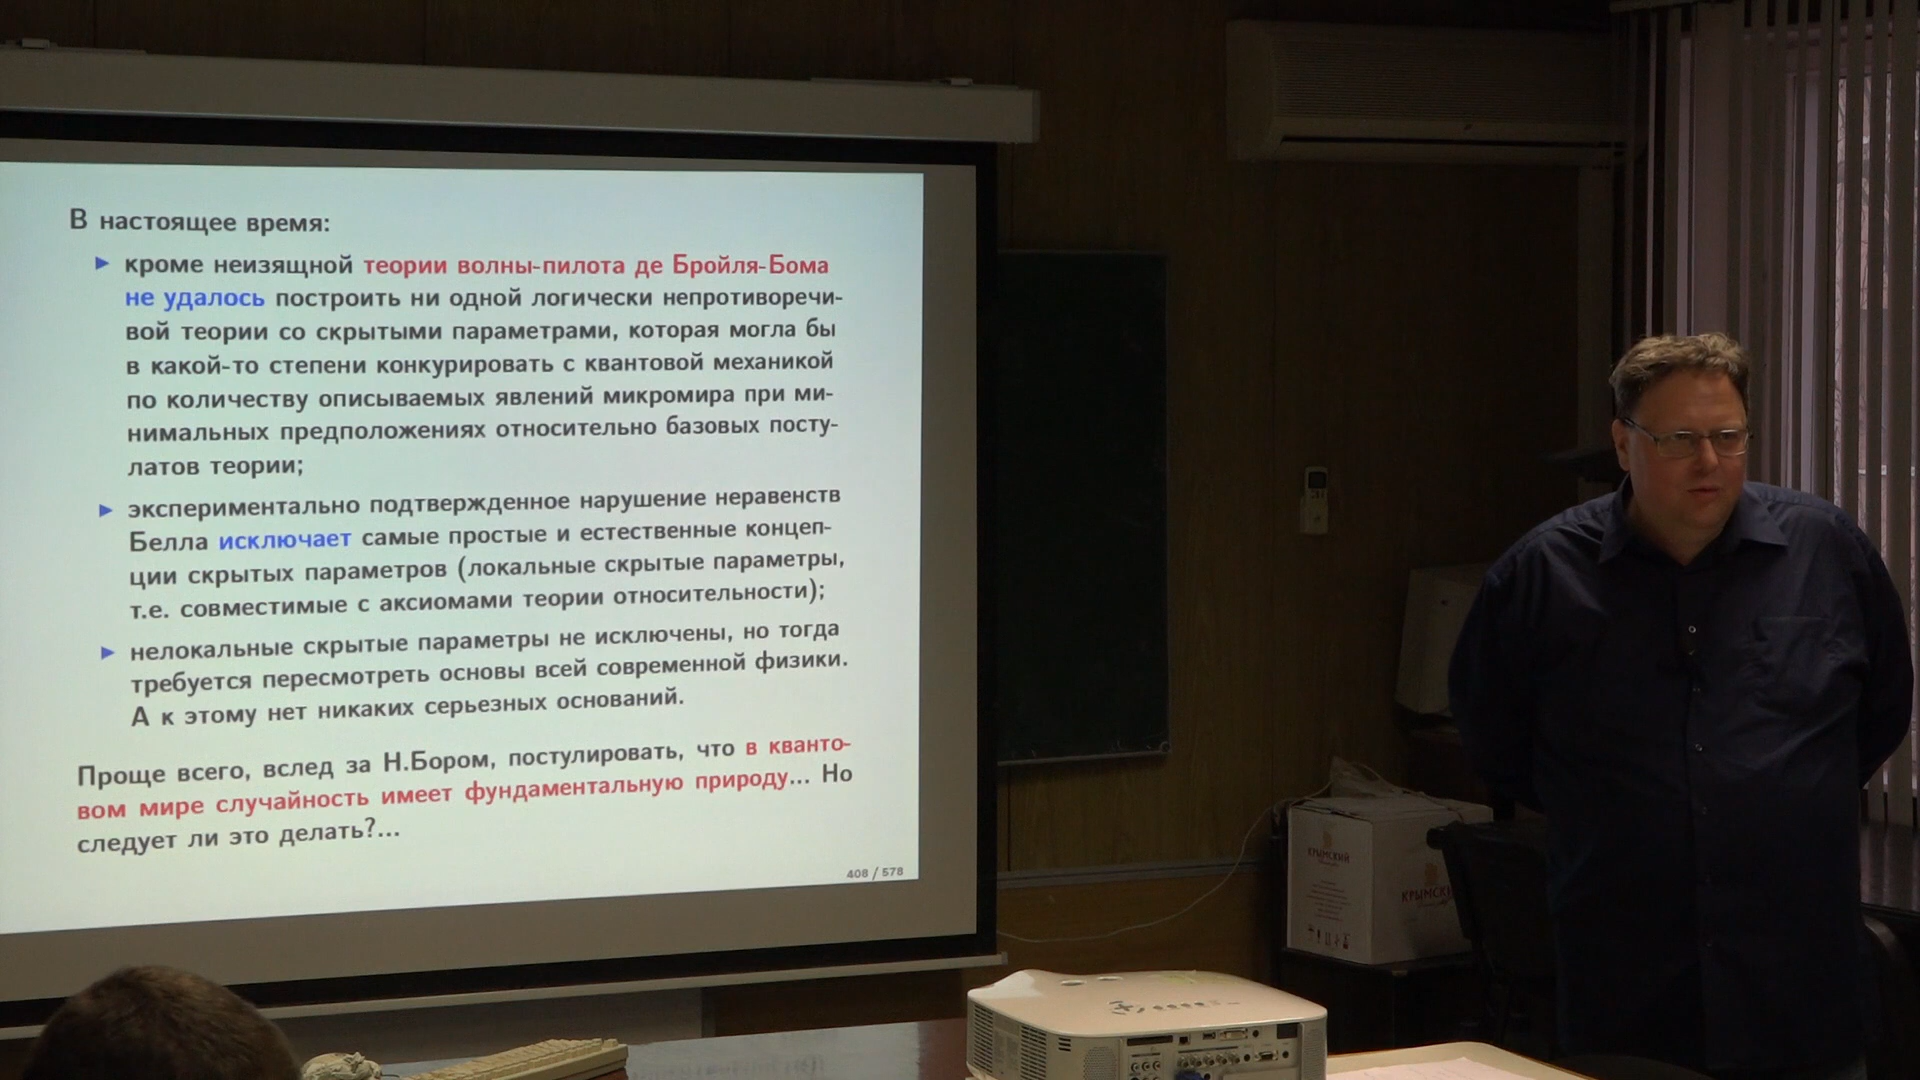 В настоящее время:
▶ кроме неизящной теории волны-пилота де Бройля-Бома
не удалось построить ни одной логически непротиворечи-
вой теории со скрытыми параметрами, которая могла бы
в какой-то степени конкурировать с квантовой механикой
по количеству описываемых явлений микромира при ми-
нимальных предположениях относительно базовых посту-
латов теории;
▶ экспериментально подтвержденное нарушение неравенств
Белла исключает самые простые и естественные концеп-
ции скрытых параметров (локальные скрытые параметры,
т.е. совместимые с аксиомами теории относительности);
▶ нелокальные скрытые параметры не исключены, но тогда
требуется пересмотреть основы всей современной физики.
А к этому нет никаких серьезных оснований.
Проще всего, вслед за Н.Бором, постулировать, что в кванто-
вом мире случайность имеет фундаментальную природу... Но
следует ли это делать?...
408 / 578
КРЫМСКИЙ